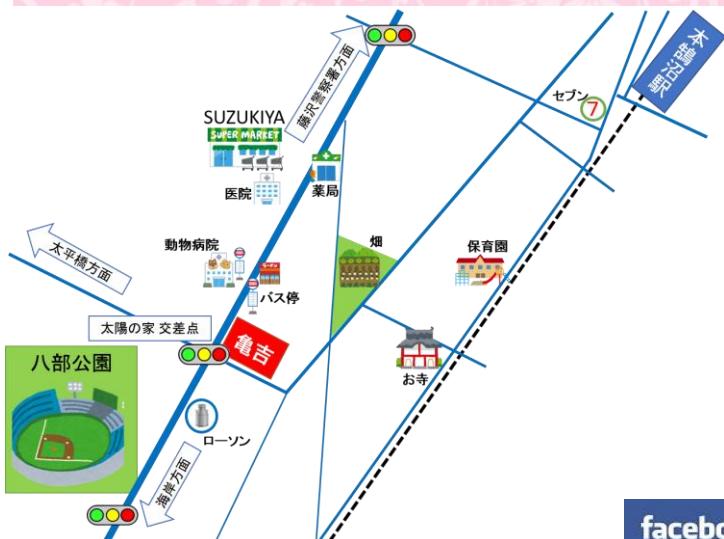 本鵠沼駅
セブン
7
藤沢警察署方面
SUZUKIYA
SUPER MARKET
薬局
医院
太平橋方面
動物病院
畑
保育園
バス停
太陽の家 交差点
亀吉
八部公園
お寺
ローソン
海岸方面
facebo